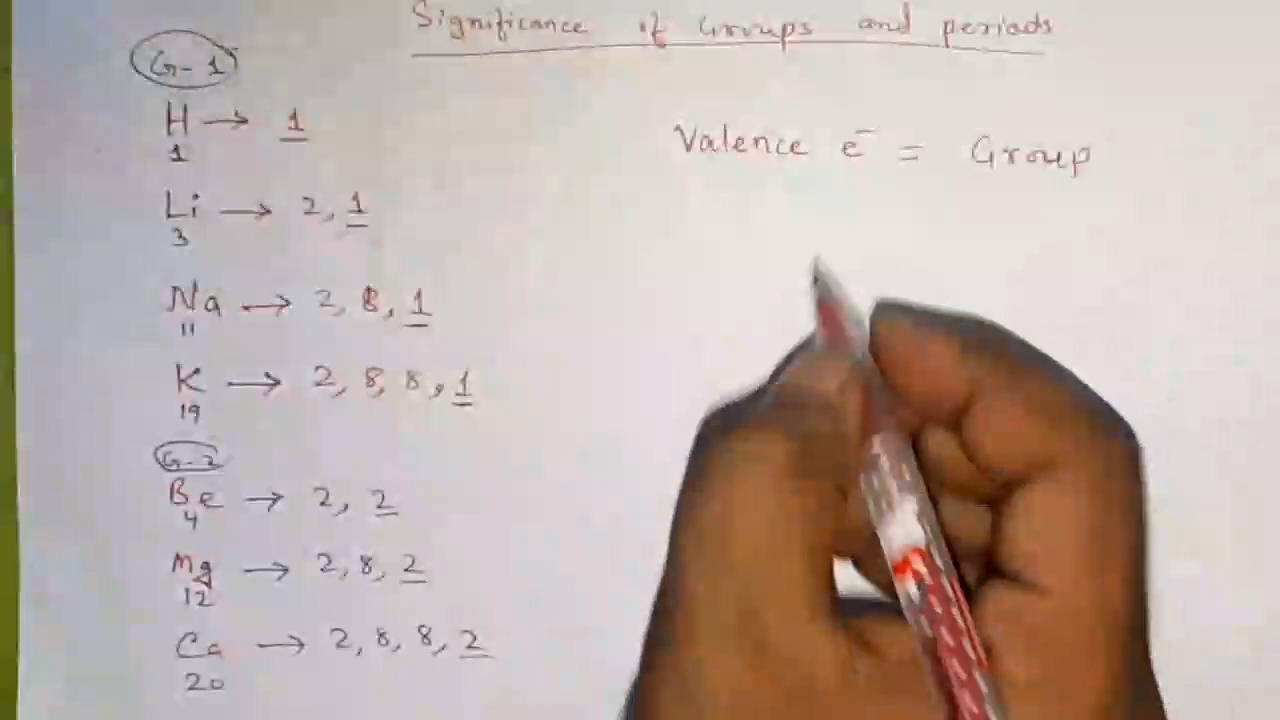 Significance of Groups and periods
G-1
H → 1
1
Li → 2, 1
3
Na → 2, 8, 1
11
K → 2, 8, 8, 1
19
G-2
Be → 2, 2
4
Mg → 2, 8, 2
12
Ca → 2, 8, 8, 2
20
Valence e⁻ = Group